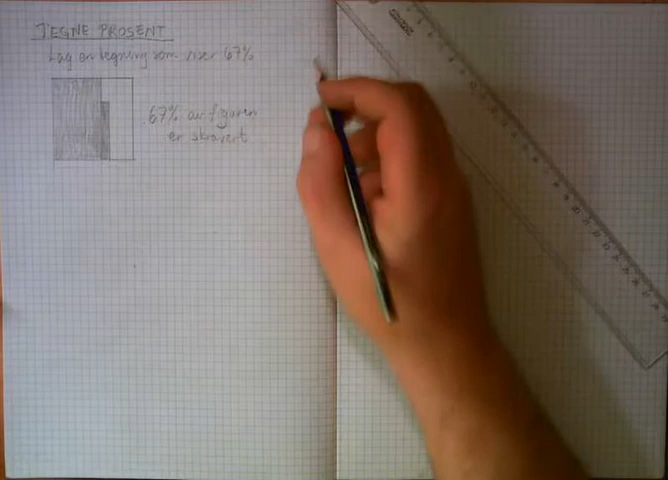 TEGNE PROSENT
Lag en tegning som viser 67%
67% av figuren
er skravert